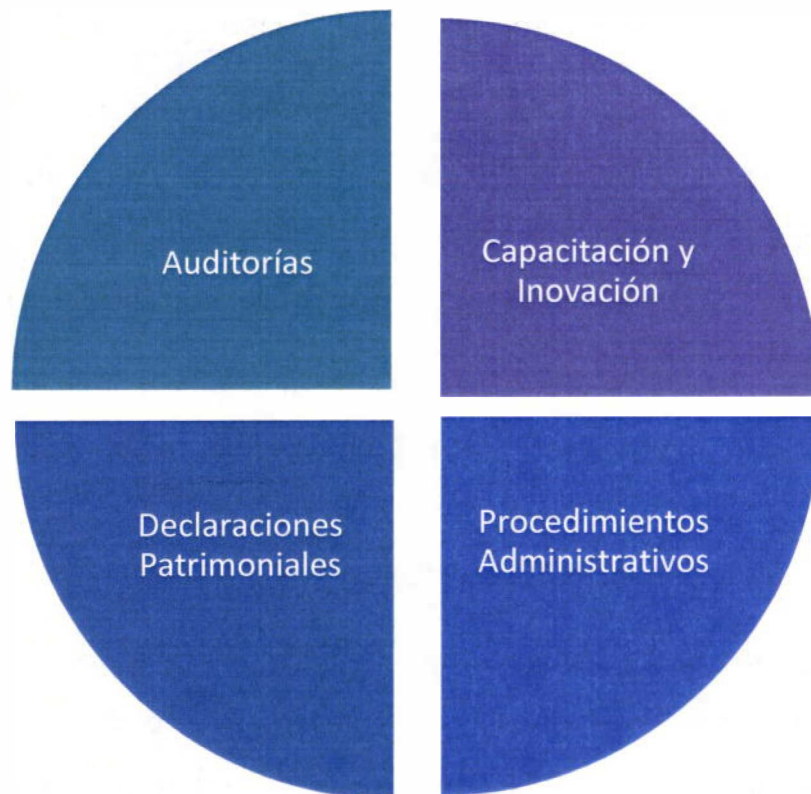 Auditorías
Capacitación y
Inovación
Declaraciones
Patrimoniales
Procedimientos
Administrativos